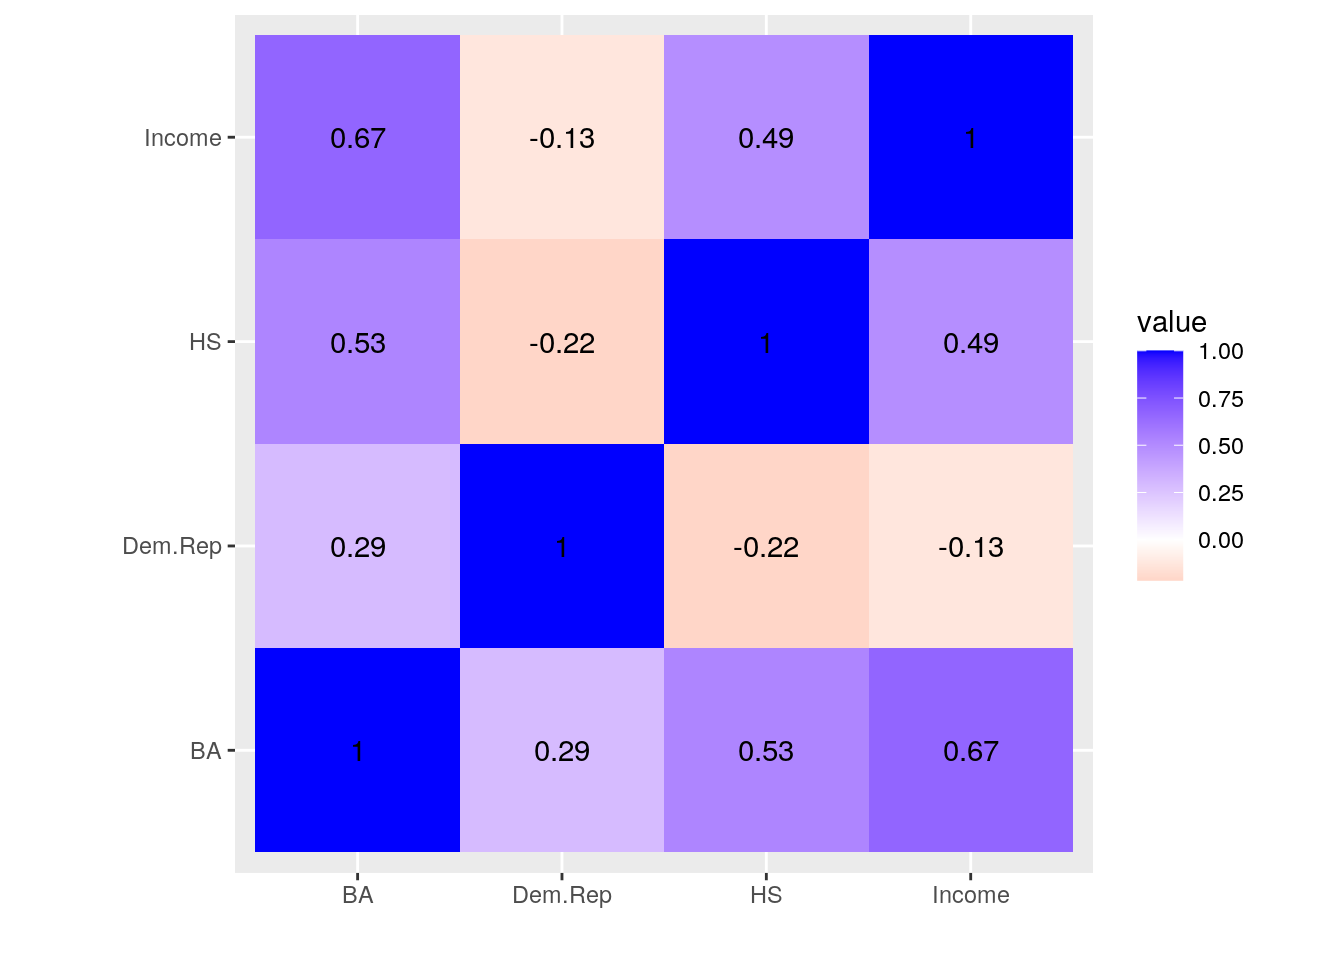 Income 0.67 -0.13 0.49 1
HS 0.53 -0.22 1 0.49
Dem.Rep 0.29 1 -0.22 -0.13
BA 1 0.29 0.53 0.67
BA Dem.Rep HS Income
value
1.00
0.75
0.50
0.25
0.00